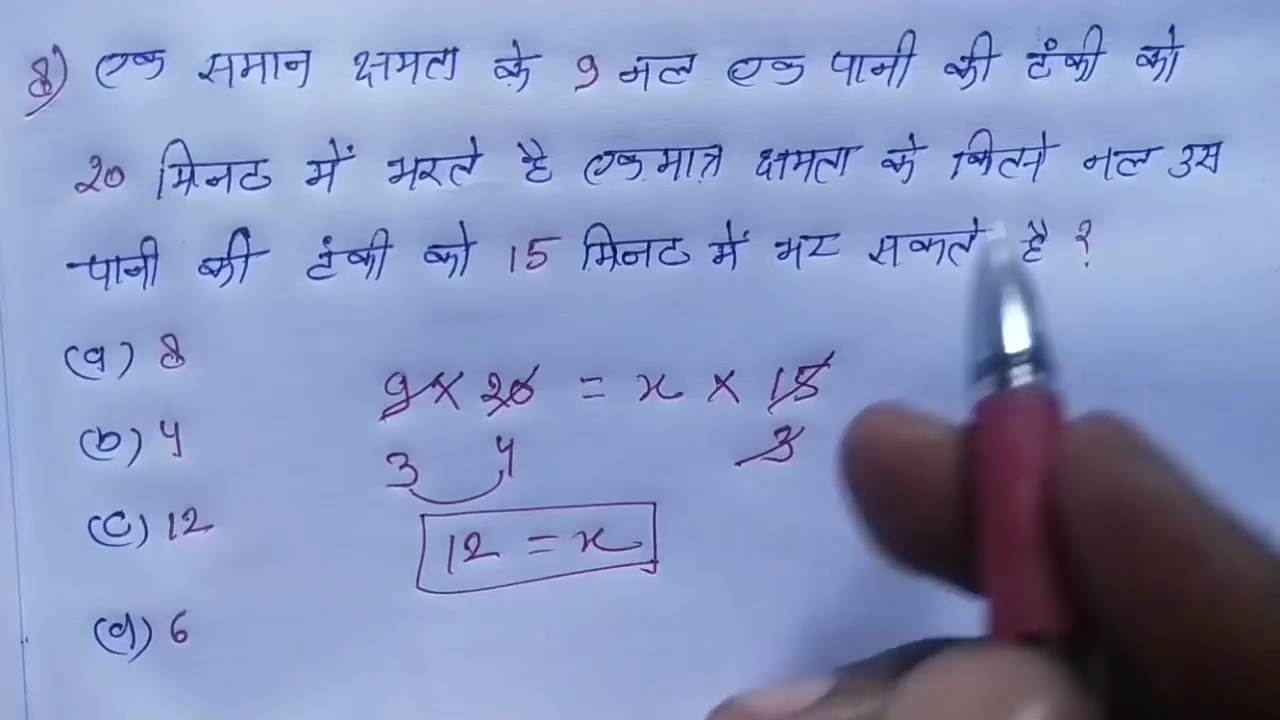 8) एक समान क्षमता के 9 नल एक पानी की टंकी को
20 मिनट में भरते है एकमात्र क्षमता के कितने नल उस
पानी की टंकी को 15 मिनट में भर सकते है ?
(a) 8
(b) 4
(c) 12
(d) 6
9 × 20 = x × 15
3 4 3
12 = x